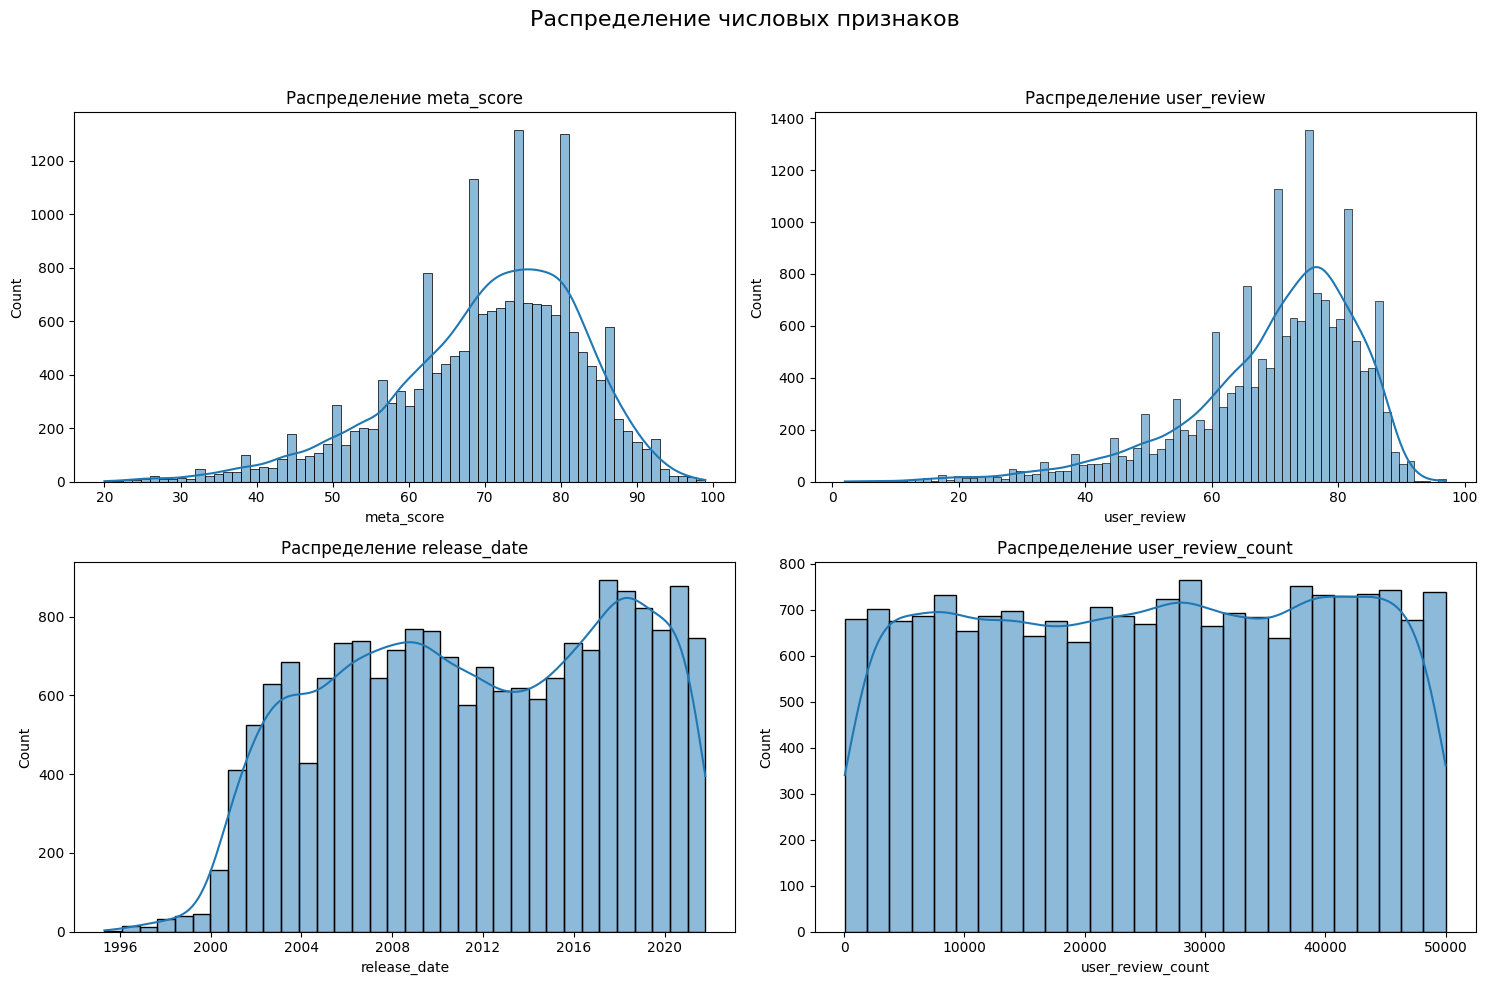 Распределение числовых признаков
Распределение meta_score
Count
0
200
400
600
800
1000
1200
20 30 40 50 60 70 80 90 100
meta_score
Распределение user_review
Count
0
200
400
600
800
1000
1200
1400
0 20 40 60 80 100
user_review
Распределение release_date
Count
0
200
400
600
800
1996 2000 2004 2008 2012 2016 2020
release_date
Распределение user_review_count
Count
0
100
200
300
400
500
600
700
800
0 10000 20000 30000 40000 50000
user_review_count